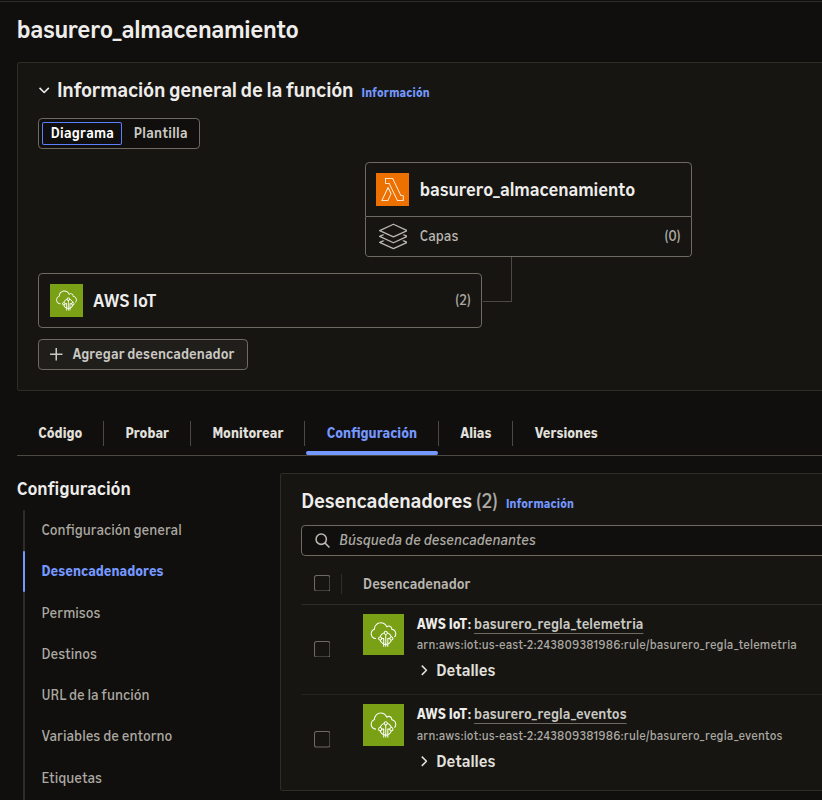 basurero_almacenamiento
Información general de la función Información
Diagrama Plantilla
basurero_almacenamiento
Capas (0)
AWS IoT (2)
Agregar desencadenador
Código Probar Monitorear Configuración Alias Versiones
Configuración
Configuración general
Desencadenadores
Permisos
Destinos
URL de la función
Variables de entorno
Etiquetas
Desencadenadores (2) Información
Búsqueda de desencadenantes
Desencadenador
AWS IoT: basurero_regla_telemetria
arn:aws:iot:us-east-2:243809381986:rule/basurero_regla_telemetria
Detalles
AWS IoT: basurero_regla_eventos
arn:aws:iot:us-east-2:243809381986:rule/basurero_regla_eventos
Detalles